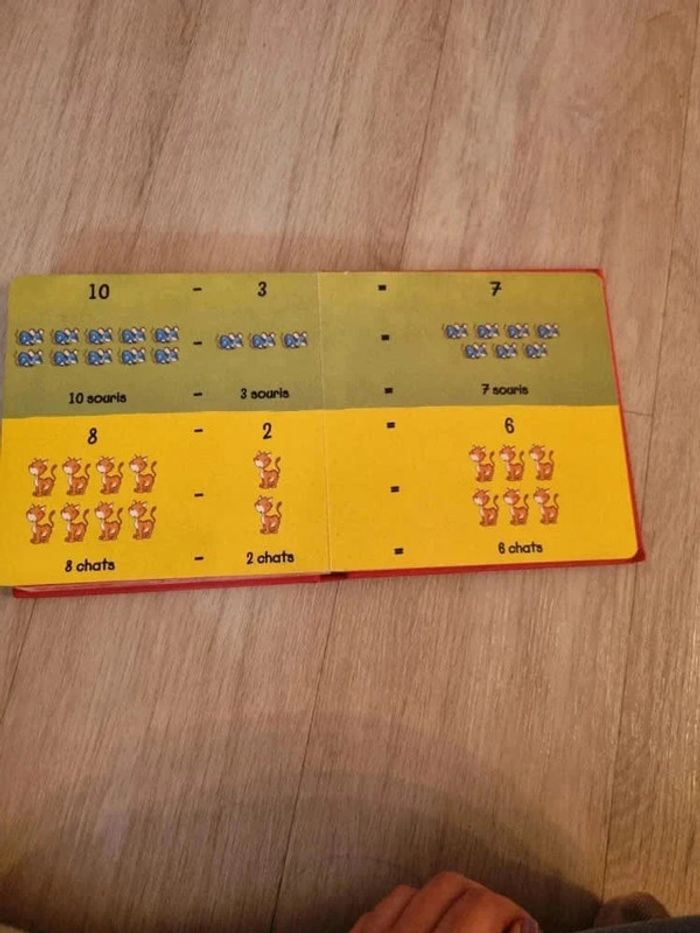 10 - 3 = 7
- =
10 souris - 3 souris = 7 souris
8 - 2 = 6
- =
8 chats - 2 chats = 6 chats